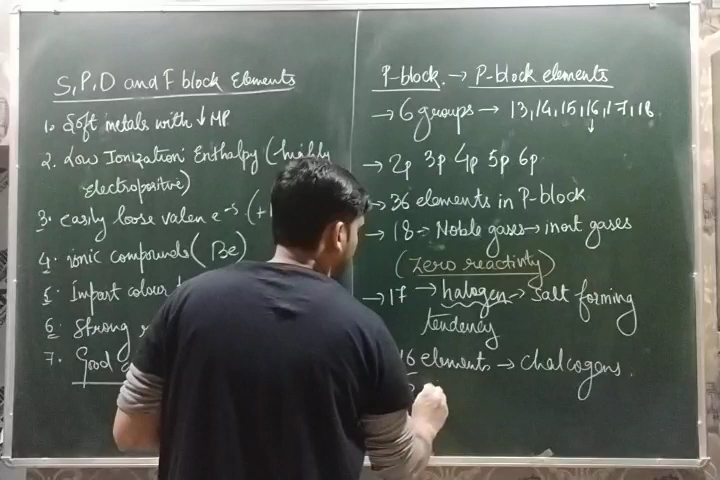 S, P, D and F block Elements
1. Soft metals with ↓ MP
2. Low Ionization Enthalpy (highly
electropositive)
3. easily loose valen e⁻s. (+
4. ionic compounds (Be)
5. Impart colour
6. Strong
7. Good
P-block. → P-block elements
→ 6 groups → 13, 14, 15, 16, 17, 18
↓
→ 2p 3p 4p 5p 6p
→ 36 elements in P-block
→ 18 → Noble gases → inert gases
(Zero reactivity)
→ 17 → halogen → Salt forming
tendency
16 elements → chalcogens.